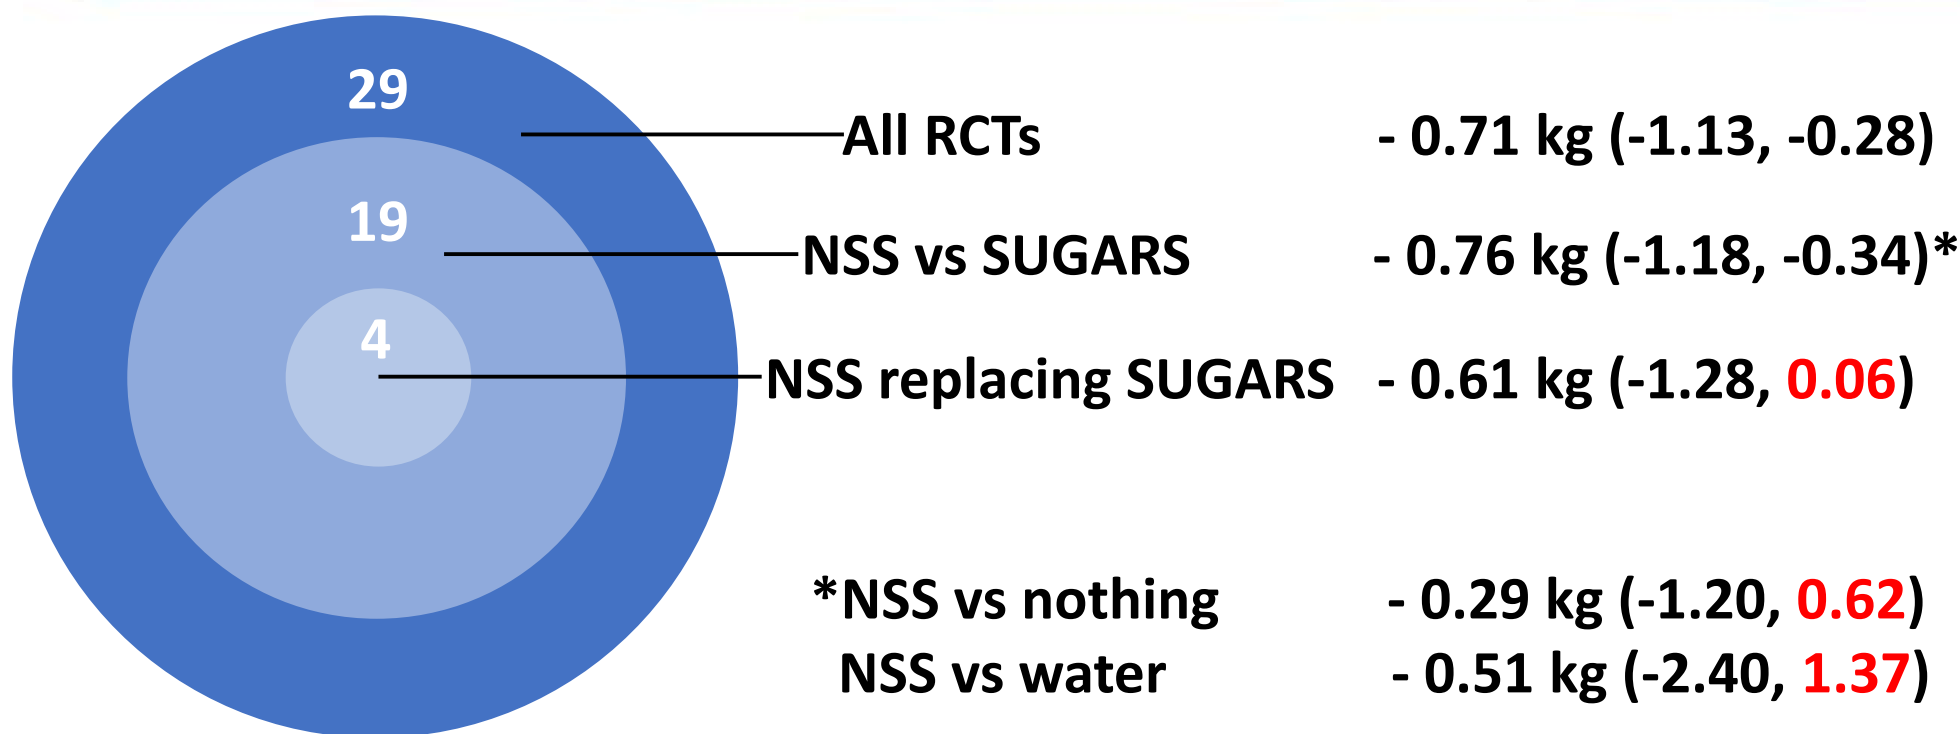 29
All RCTs - 0.71 kg (-1.13, -0.28)
19
NSS vs SUGARS - 0.76 kg (-1.18, -0.34)*
4
NSS replacing SUGARS - 0.61 kg (-1.28, 0.06)
*NSS vs nothing - 0.29 kg (-1.20, 0.62)
NSS vs water - 0.51 kg (-2.40, 1.37)